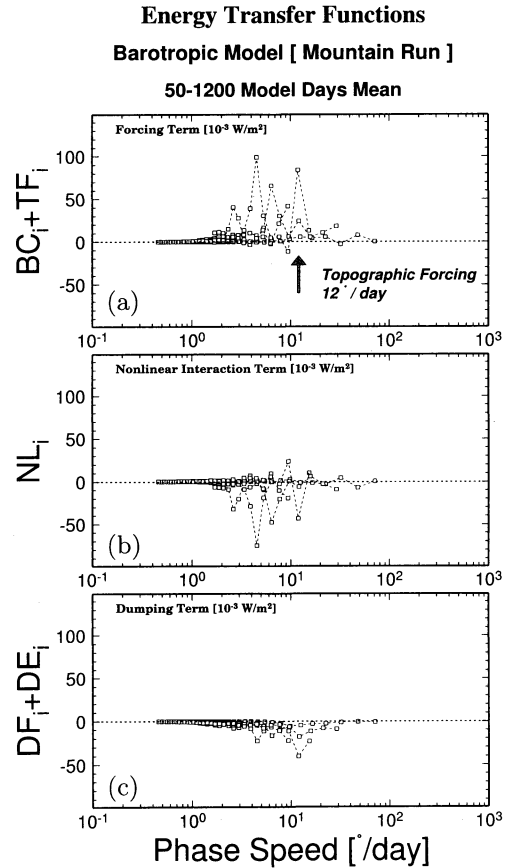 Energy Transfer Functions
Barotropic Model [ Mountain Run ]
50-1200 Model Days Mean
Forcing Term [10⁻³ W/m²]
BCᵢ+TFᵢ
100
50
0
-50
(a)
Topographic Forcing
12°/ day
10⁻¹ 10⁰ 10¹ 10² 10³
Nonlinear Interaction Term [10⁻³ W/m²]
NLᵢ
100
50
0
-50
(b)
10⁻¹ 10⁰ 10¹ 10² 10³
Dumping Term [10⁻³ W/m²]
DFᵢ+DEᵢ
100
50
0
-50
(c)
10⁻¹ 10⁰ 10¹ 10² 10³
Phase Speed [°/day]